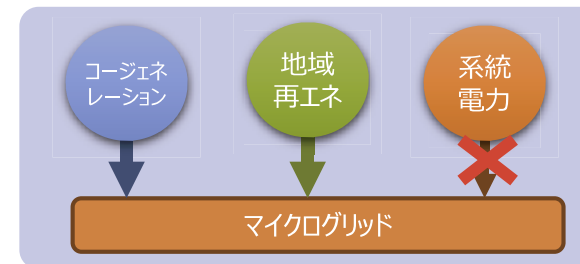 コージェネ
レーション
地域
再エネ
系統
電力
マイクログリッド